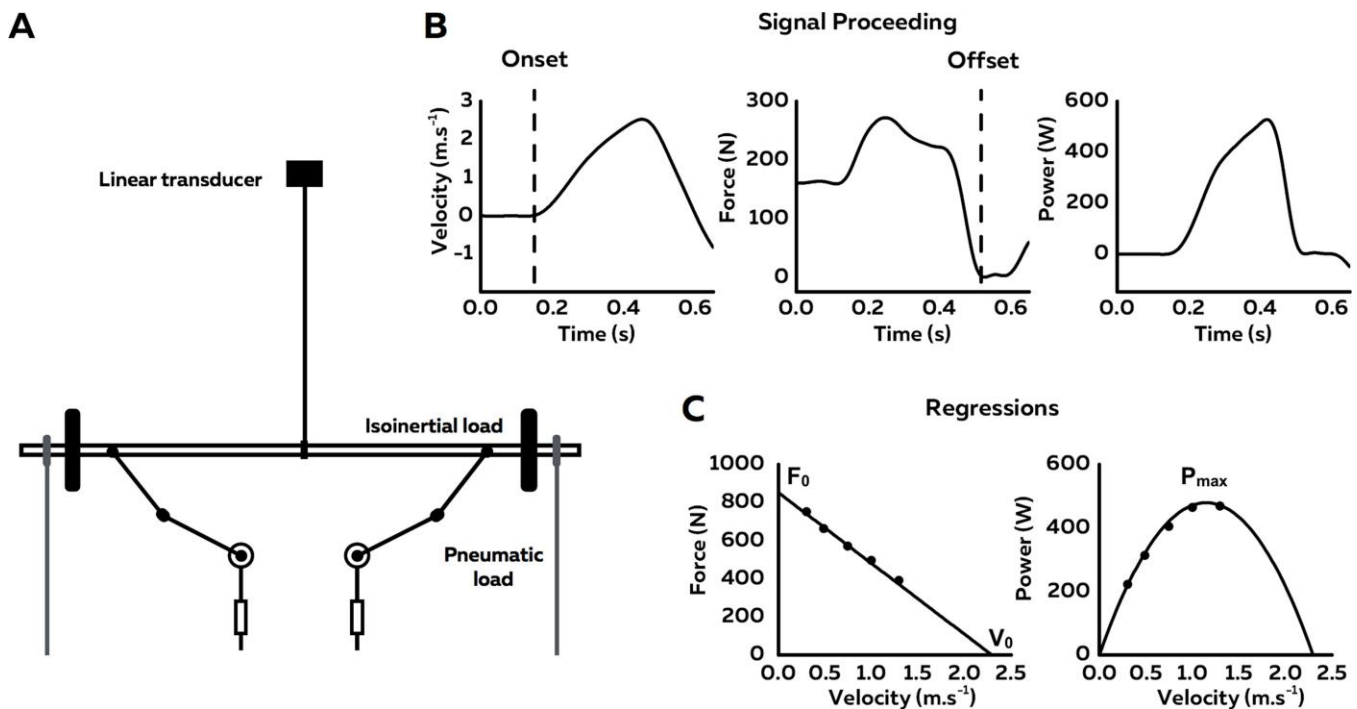 A
Linear transducer
Isoinertial load
Pneumatic
load
B
Signal Proceeding
Onset
Offset
Velocity (m.s⁻¹)
3
2
1
0
-1
0.0 0.2 0.4 0.6
Time (s)
Force (N)
300
200
100
0
0.0 0.2 0.4 0.6
Time (s)
Power (W)
600
400
200
0
0.0 0.2 0.4 0.6
Time (s)
C
Regressions
Force (N)
1000
800
600
400
200
0
F₀
V₀
0.0 0.5 1.0 1.5 2.0 2.5
Velocity (m.s⁻¹)
Power (W)
600
400
200
0
Pmax
0.0 0.5 1.0 1.5 2.0 2.5
Velocity (m.s⁻¹)